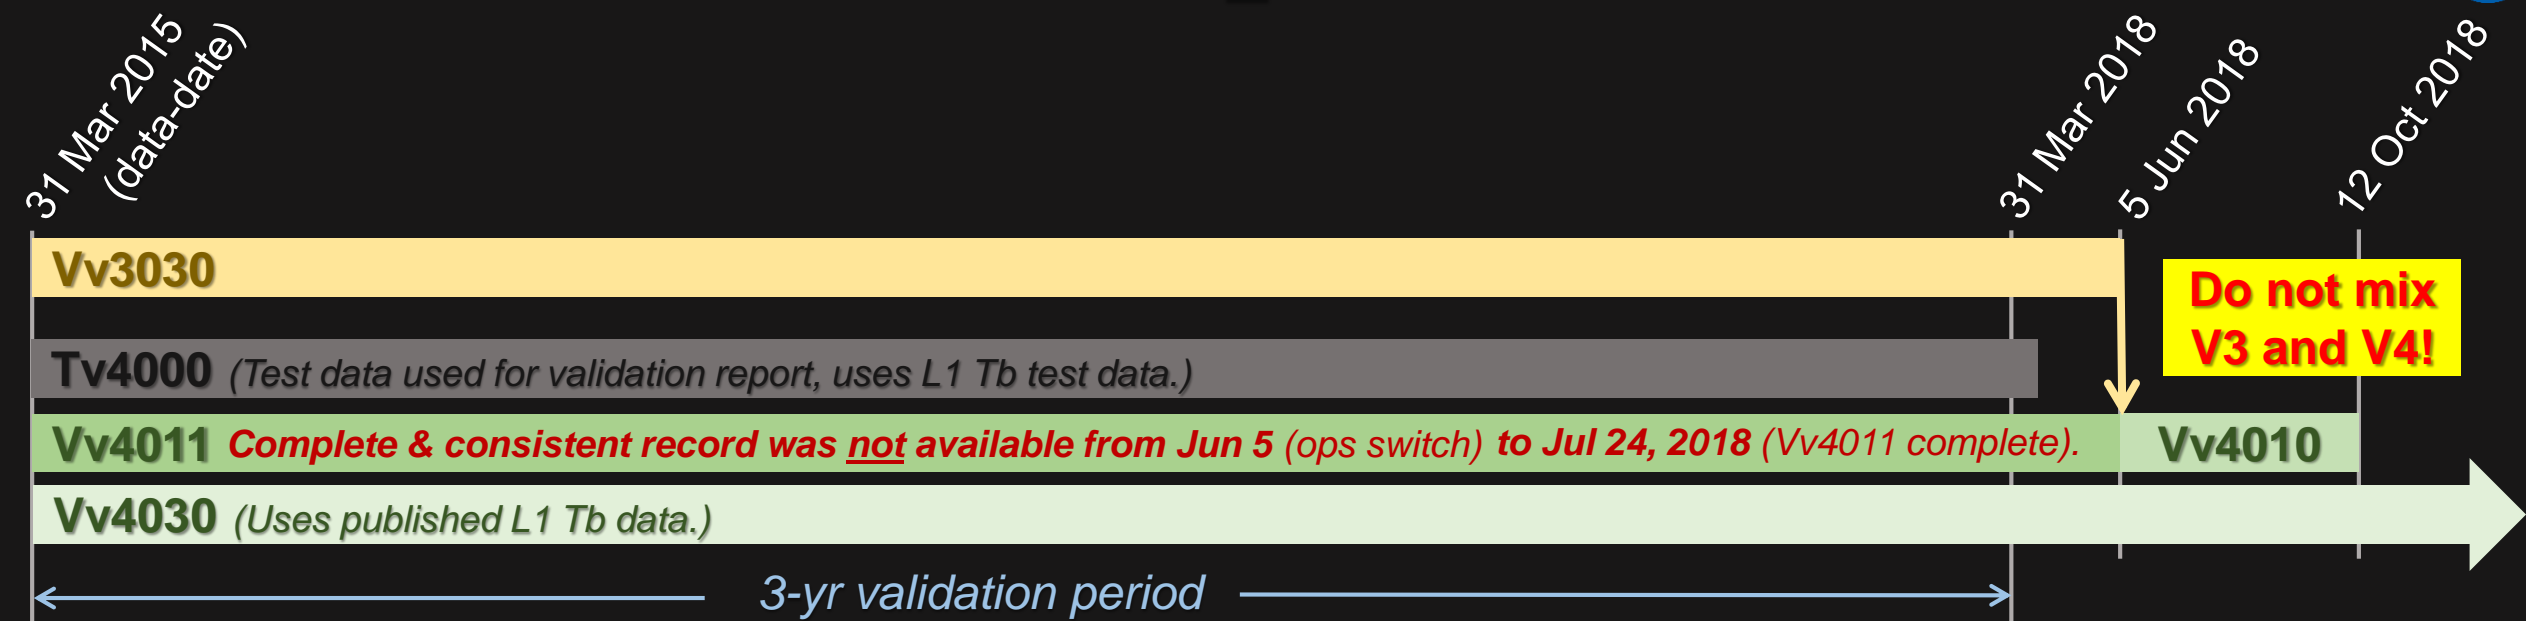 31 Mar 2015
(data-date)
31 Mar 2018
5 Jun 2018
12 Oct 2018
Vv3030
Do not mix
V3 and V4!
Tv4000 (Test data used for validation report, uses L1 Tb test data.)
Vv4011 Complete & consistent record was not available from Jun 5 (ops switch) to Jul 24, 2018 (Vv4011 complete).
Vv4010
Vv4030 (Uses published L1 Tb data.)
3-yr validation period